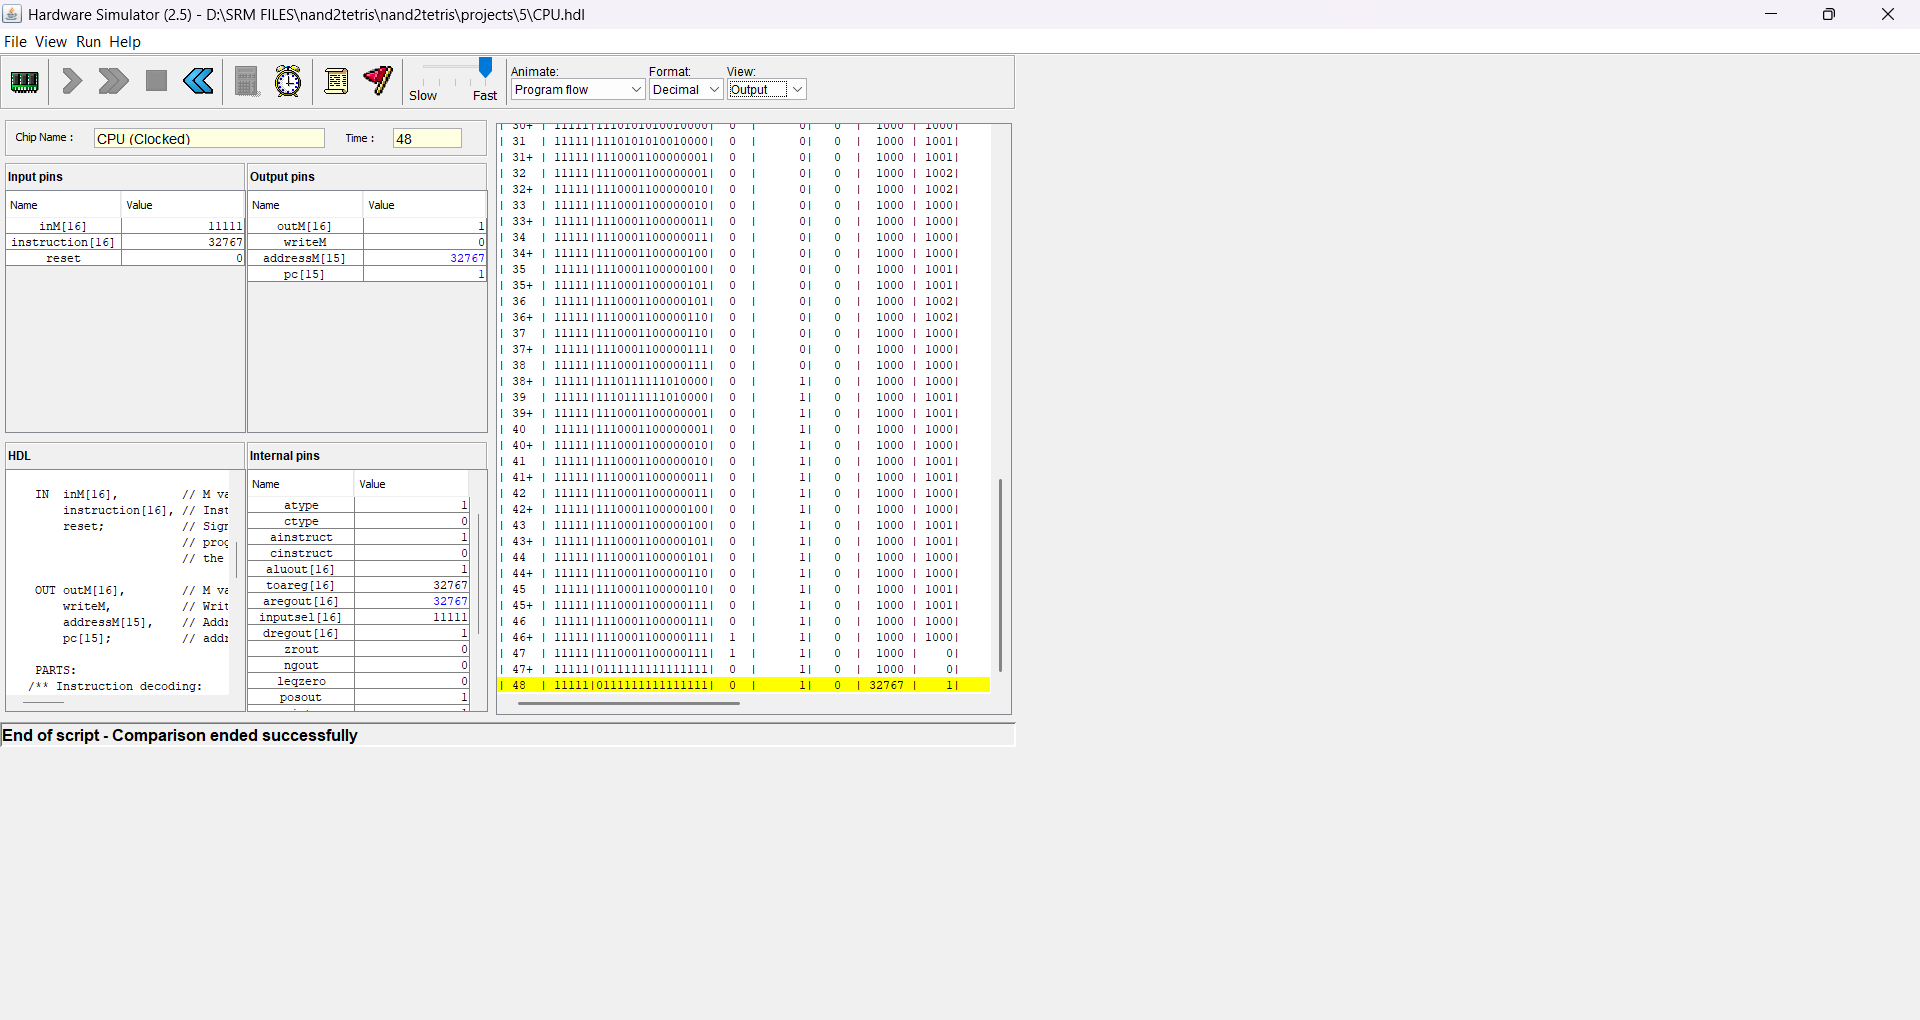 Hardware Simulator (2.5) - D:\SRM FILES\nand2tetris\nand2tetris\projects\5\CPU.hdl
File View Run Help
Slow Fast
Animate: Program flow
Format: Decimal
View: Output
Chip Name : CPU (Clocked) Time : 48
Input pins
Name Value
inM[16] 11111
instruction[16] 32767
reset 0
Output pins
Name Value
outM[16] 1
writeM 0
addressM[15] 32767
pc[15] 1
HDL
IN inM[16], // M va
instruction[16], // Inst
reset; // Sign
// prog
// the
OUT outM[16], // M va
writeM, // Writ
addressM[15], // Addr
pc[15]; // addr
PARTS:
/** Instruction decoding:
Internal pins
Name Value
atype 1
ctype 0
ainstruct 1
cinstruct 0
aluout[16] 1
toareg[16] 32767
aregout[16] 32767
inputsel[16] 11111
dregout[16] 1
zrout 0
ngout 0
leqzero 0
posout 1
| 30+ | 11111|1110101010010000| 0 | 0| 0 | 1000 | 1000|
| 31 | 11111|1110101010010000| 0 | 0| 0 | 1000 | 1001|
| 31+ | 11111|1110001100000001| 0 | 0| 0 | 1000 | 1001|
| 32 | 11111|1110001100000001| 0 | 0| 0 | 1000 | 1002|
| 32+ | 11111|1110001100000010| 0 | 0| 0 | 1000 | 1002|
| 33 | 11111|1110001100000010| 0 | 0| 0 | 1000 | 1000|
| 33+ | 11111|1110001100000011| 0 | 0| 0 | 1000 | 1000|
| 34 | 11111|1110001100000011| 0 | 0| 0 | 1000 | 1000|
| 34+ | 11111|1110001100000100| 0 | 0| 0 | 1000 | 1000|
| 35 | 11111|1110001100000100| 0 | 0| 0 | 1000 | 1001|
| 35+ | 11111|1110001100000101| 0 | 0| 0 | 1000 | 1001|
| 36 | 11111|1110001100000101| 0 | 0| 0 | 1000 | 1002|
| 36+ | 11111|1110001100000110| 0 | 0| 0 | 1000 | 1002|
| 37 | 11111|1110001100000110| 0 | 0| 0 | 1000 | 1000|
| 37+ | 11111|1110001100000111| 0 | 0| 0 | 1000 | 1000|
| 38 | 11111|1110001100000111| 0 | 0| 0 | 1000 | 1000|
| 38+ | 11111|1110111111010000| 0 | 1| 0 | 1000 | 1000|
| 39 | 11111|1110111111010000| 0 | 1| 0 | 1000 | 1001|
| 39+ | 11111|1110001100000001| 0 | 1| 0 | 1000 | 1001|
| 40 | 11111|1110001100000001| 0 | 1| 0 | 1000 | 1000|
| 40+ | 11111|1110001100000010| 0 | 1| 0 | 1000 | 1000|
| 41 | 11111|1110001100000010| 0 | 1| 0 | 1000 | 1001|
| 41+ | 11111|1110001100000011| 0 | 1| 0 | 1000 | 1001|
| 42 | 11111|1110001100000011| 0 | 1| 0 | 1000 | 1000|
| 42+ | 11111|1110001100000100| 0 | 1| 0 | 1000 | 1000|
| 43 | 11111|1110001100000100| 0 | 1| 0 | 1000 | 1001|
| 43+ | 11111|1110001100000101| 0 | 1| 0 | 1000 | 1001|
| 44 | 11111|1110001100000101| 0 | 1| 0 | 1000 | 1000|
| 44+ | 11111|1110001100000110| 0 | 1| 0 | 1000 | 1000|
| 45 | 11111|1110001100000110| 0 | 1| 0 | 1000 | 1001|
| 45+ | 11111|1110001100000111| 0 | 1| 0 | 1000 | 1001|
| 46 | 11111|1110001100000111| 0 | 1| 0 | 1000 | 1000|
| 46+ | 11111|1110001100000111| 1 | 1| 0 | 1000 | 1000|
| 47 | 11111|1110001100000111| 1 | 1| 0 | 1000 | 0|
| 47+ | 11111|0111111111111111| 0 | 1| 0 | 1000 | 0|
| 48 | 11111|0111111111111111| 0 | 1| 0 | 32767 | 1|
End of script - Comparison ended successfully